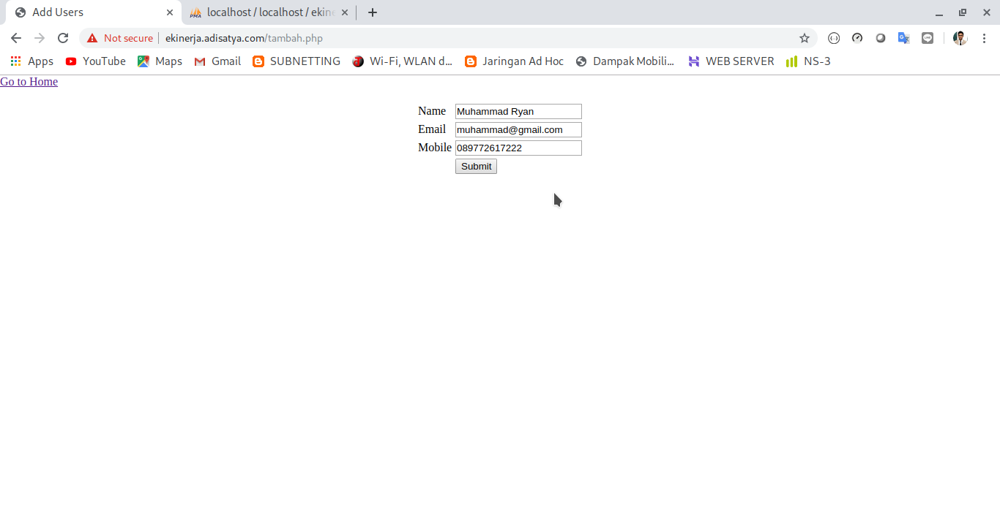 Add Users
localhost / localhost / ekine
Not secure
ekinerja.adisatya.com/tambah.php
Apps YouTube Maps Gmail SUBNETTING Wi-Fi, WLAN d... Jaringan Ad Hoc Dampak Mobili... WEB SERVER NS-3
Go to Home
Name Muhammad Ryan
Email muhammad@gmail.com
Mobile 089772617222
Submit